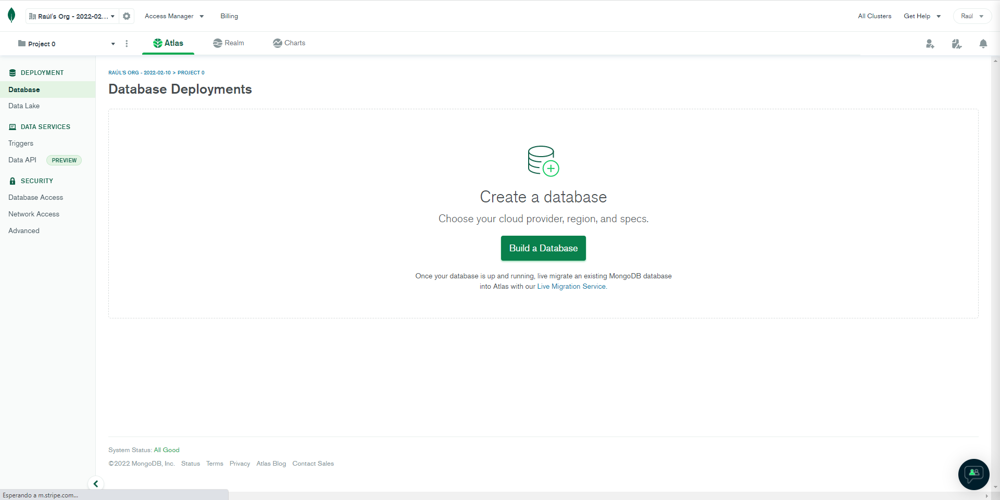 Raúl's Org - 2022-02...
Access Manager
Billing
All Clusters
Get Help
Raúl
Project 0
Atlas
Realm
Charts
DEPLOYMENT
Database
Data Lake
DATA SERVICES
Triggers
Data API PREVIEW
SECURITY
Database Access
Network Access
Advanced
RAÚL'S ORG - 2022-02-10 > PROJECT 0
Database Deployments
Create a database
Choose your cloud provider, region, and specs.
Build a Database
Once your database is up and running, live migrate an existing MongoDB database
into Atlas with our Live Migration Service.
System Status: All Good
©2022 MongoDB, Inc. Status Terms Privacy Atlas Blog Contact Sales
Esperando a m.stripe.com...